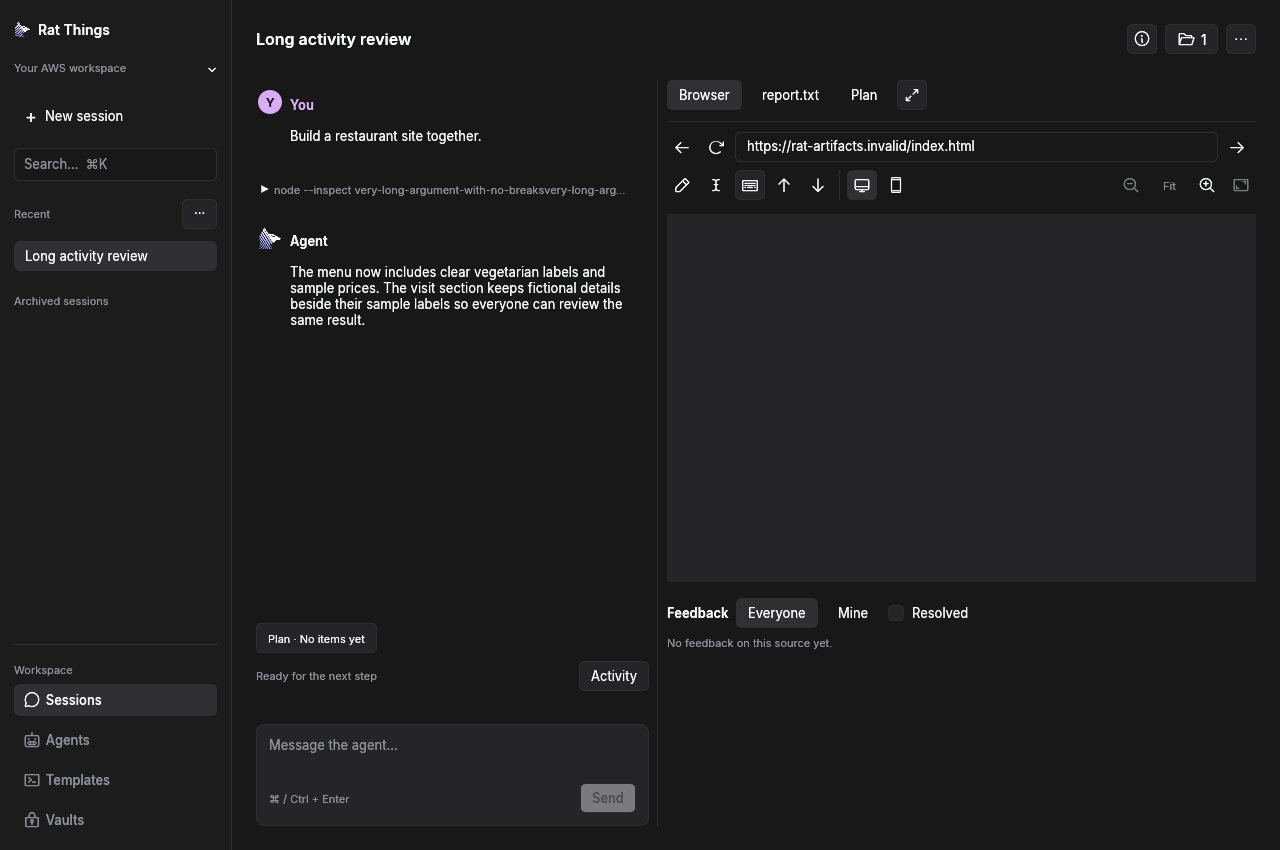 Rat Things
Your AWS workspace
+ New session
Search... ⌘K
Recent
...
Long activity review
Archived sessions
Workspace
Sessions
Agents
Templates
Vaults
Long activity review
1
...
Y
You
Build a restaurant site together.
node --inspect very-long-argument-with-no-breaksvery-long-arg...
Agent
The menu now includes clear vegetarian labels and
sample prices. The visit section keeps fictional details
beside their sample labels so everyone can review the
same result.
Plan · No items yet
Ready for the next step
Activity
Message the agent...
⌘ / Ctrl + Enter
Send
Browser
report.txt
Plan
https://rat-artifacts.invalid/index.html
Fit
Feedback
Everyone
Mine
Resolved
No feedback on this source yet.